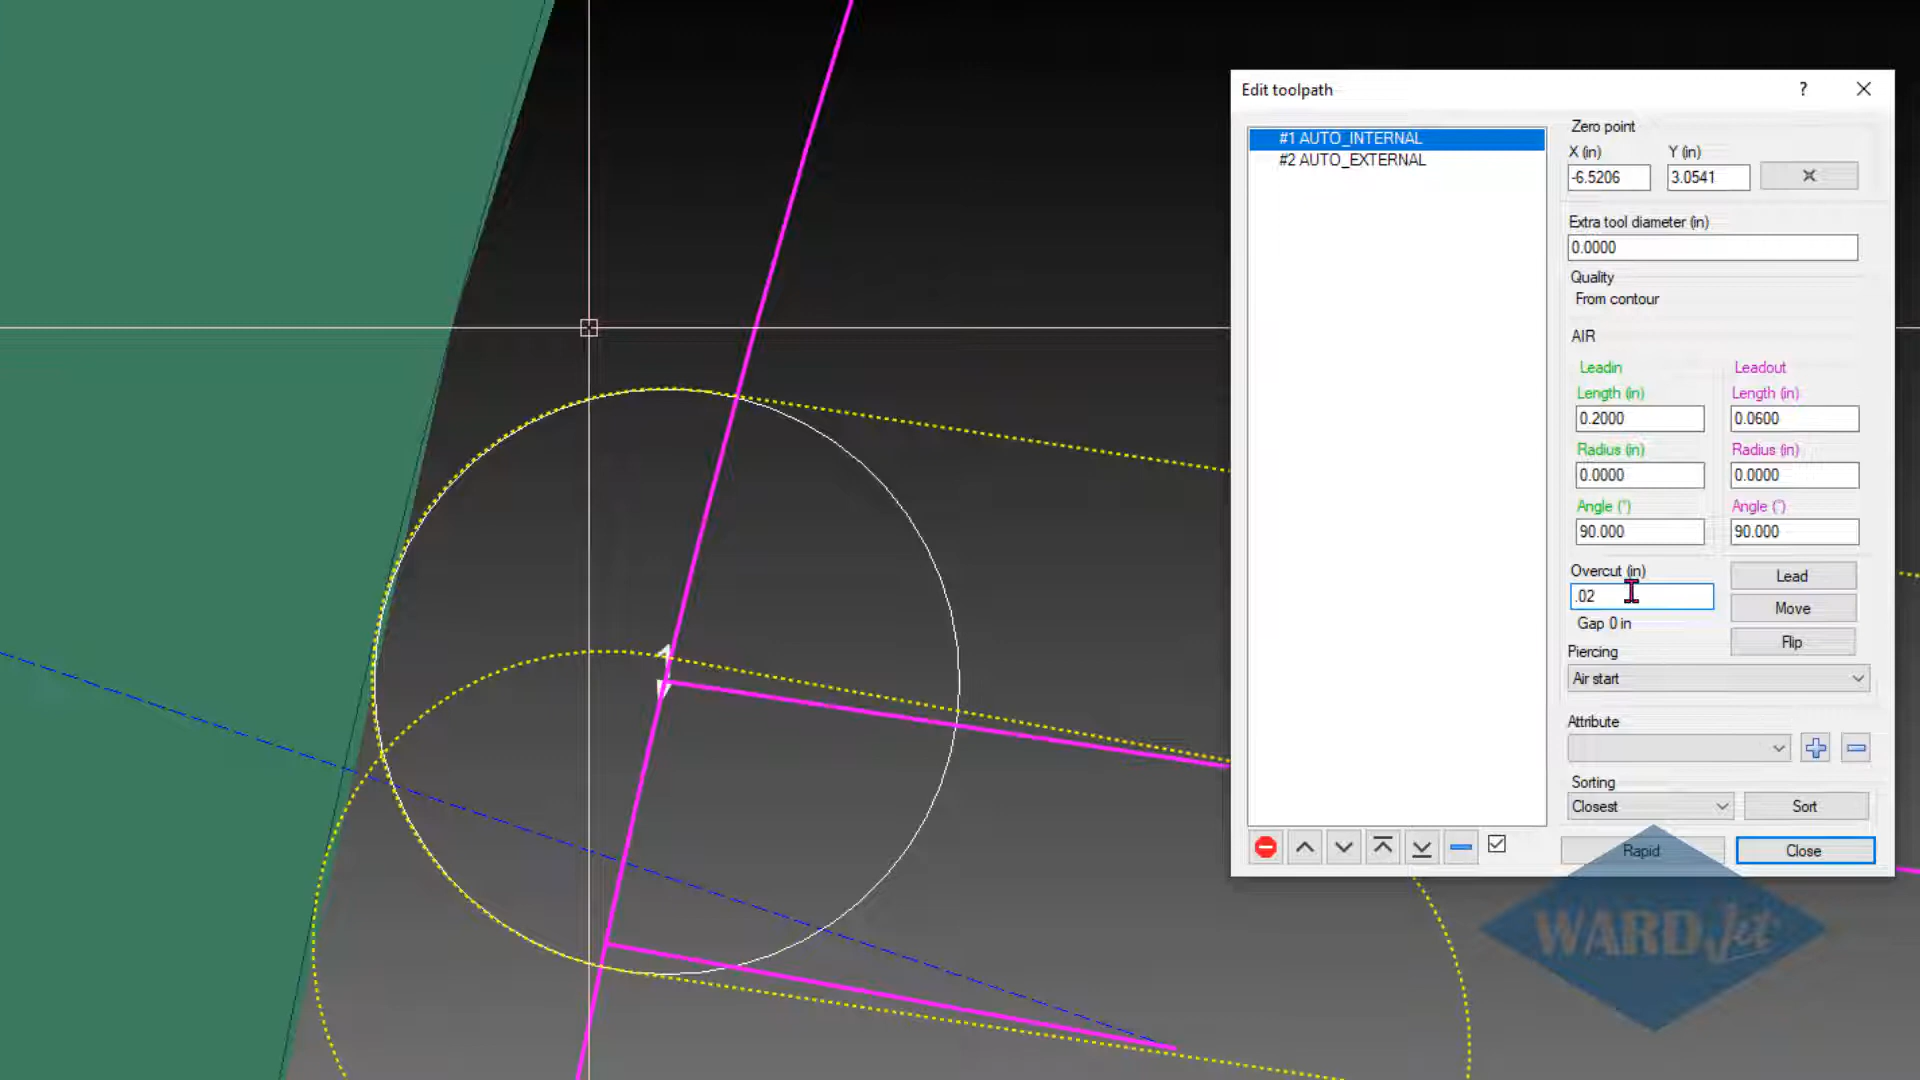 Edit toolpath
?
#1 AUTO_INTERNAL
#2 AUTO_EXTERNAL
Zero point
X (in) Y (in)
-6.5206 3.0541
Extra tool diameter (in)
0.0000
Quality
From contour
AIR
Leadin Leadout
Length (in) Length (in)
0.2000 0.0600
Radius (in) Radius (in)
0.0000 0.0000
Angle (°) Angle (°)
90.000 90.000
Overcut (in) Lead
.02 Move
Gap 0 in Flip
Piercing
Air start
Attribute
Sorting
Closest Sort
Rapid Close
WARDJet